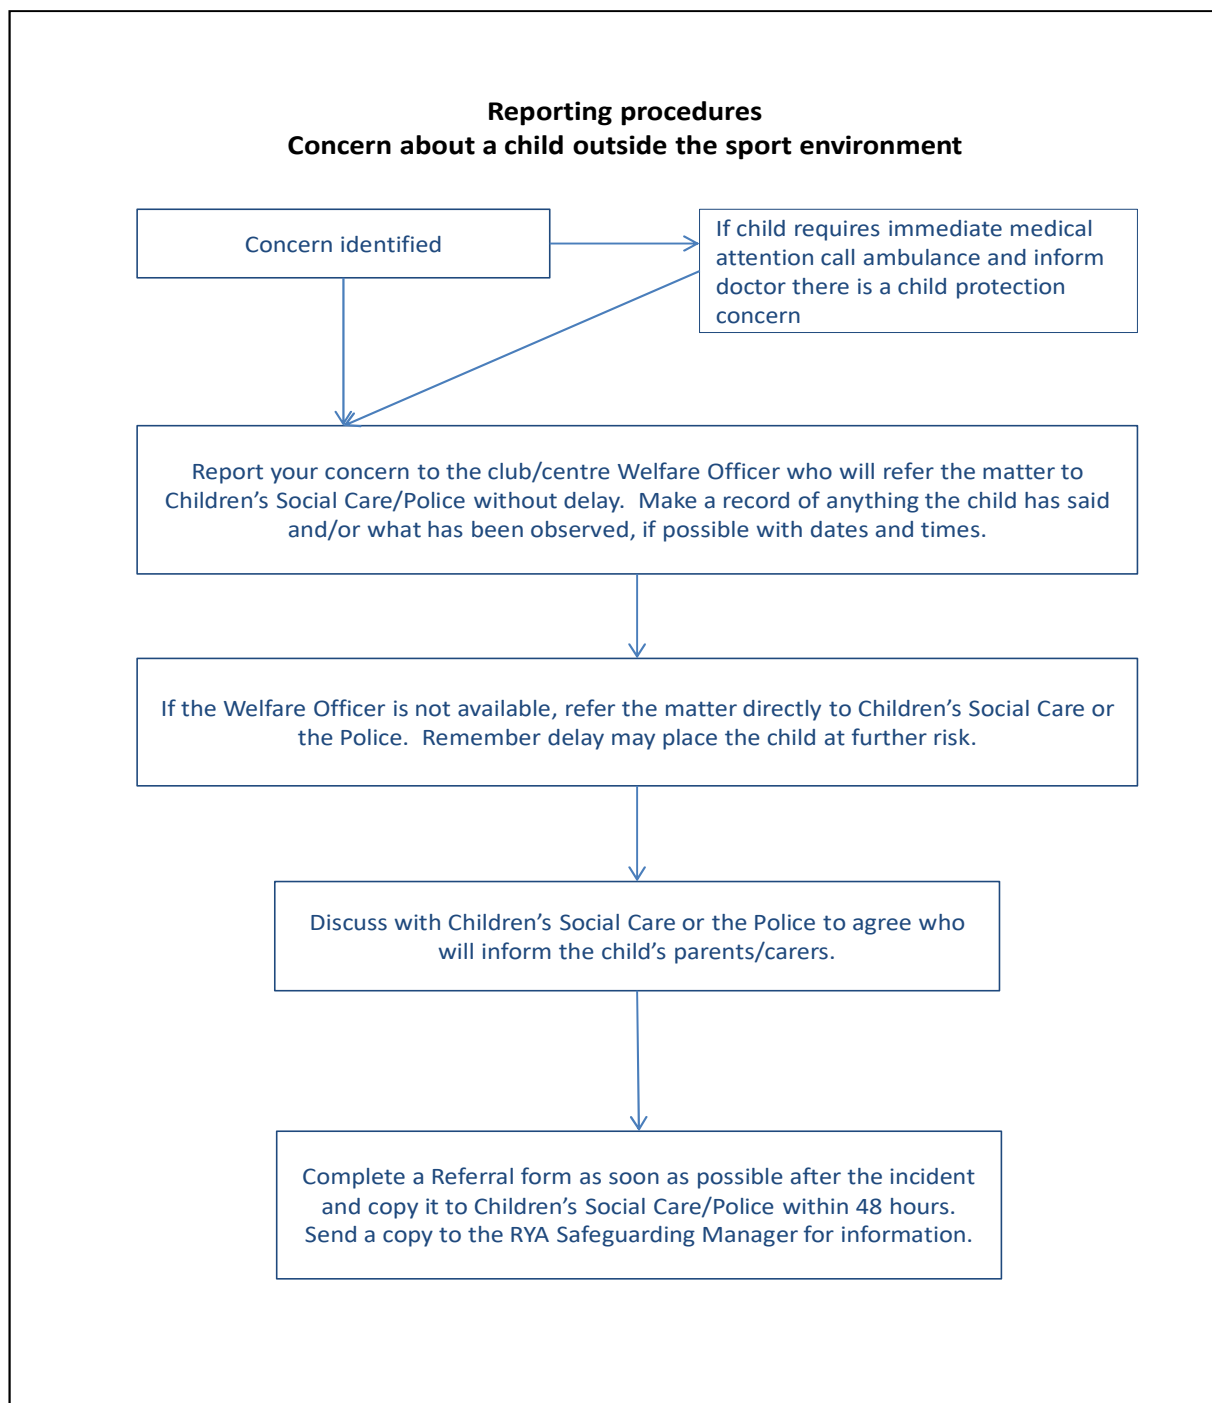 Reporting procedures
Concern about a child outside the sport environment
Concern identified
If child requires immediate medical
attention call ambulance and inform
doctor there is a child protection
concern
Report your concern to the club/centre Welfare Officer who will refer the matter to
Children’s Social Care/Police without delay.  Make a record of anything the child has said
and/or what has been observed, if possible with dates and times.
If the Welfare Officer is not available, refer the matter directly to Children’s Social Care or
the Police.  Remember delay may place the child at further risk.
Discuss with Children’s Social Care or the Police to agree who
will inform the child’s parents/carers.
Complete a Referral form as soon as possible after the incident
and copy it to Children’s Social Care/Police within 48 hours.
Send a copy to the RYA Safeguarding Manager for information.